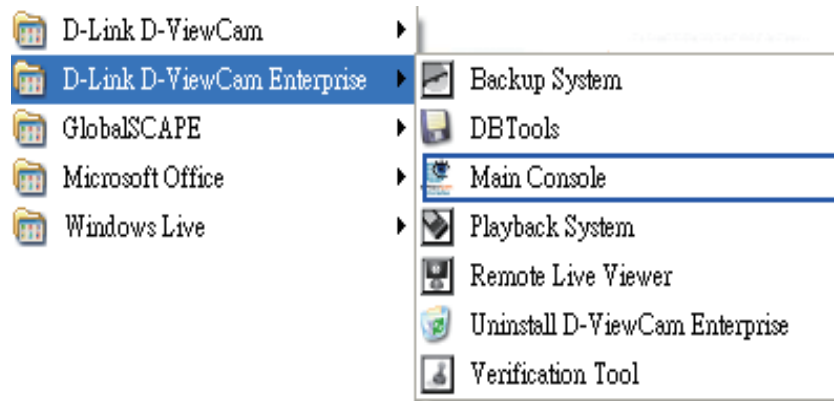 D-Link D-ViewCam
D-Link D-ViewCam Enterprise
GlobalSCAPE
Microsoft Office
Windows Live
Backup System
DBTools
Main Console
Playback System
Remote Live Viewer
Uninstall D-ViewCam Enterprise
Verification Tool